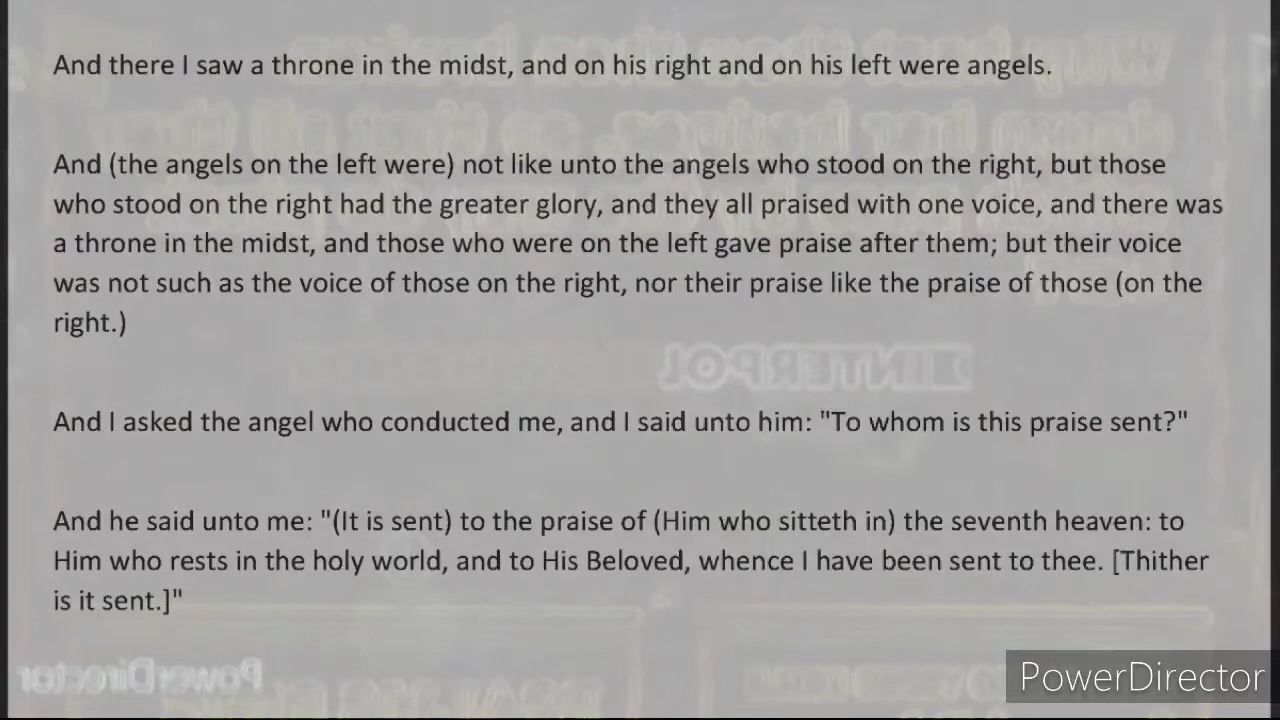 And there I saw a throne in the midst, and on his right and on his left were angels.
And (the angels on the left were) not like unto the angels who stood on the right, but those
who stood on the right had the greater glory, and they all praised with one voice, and there was
a throne in the midst, and those who were on the left gave praise after them; but their voice
was not such as the voice of those on the right, nor their praise like the praise of those (on the
right.)
INTERPOL
And I asked the angel who conducted me, and I said unto him: "To whom is this praise sent?"
And he said unto me: "(It is sent) to the praise of (Him who sitteth in) the seventh heaven: to
Him who rests in the holy world, and to His Beloved, whence I have been sent to thee. [Thither
is it sent.]"
PowerDirector
PowerDirector